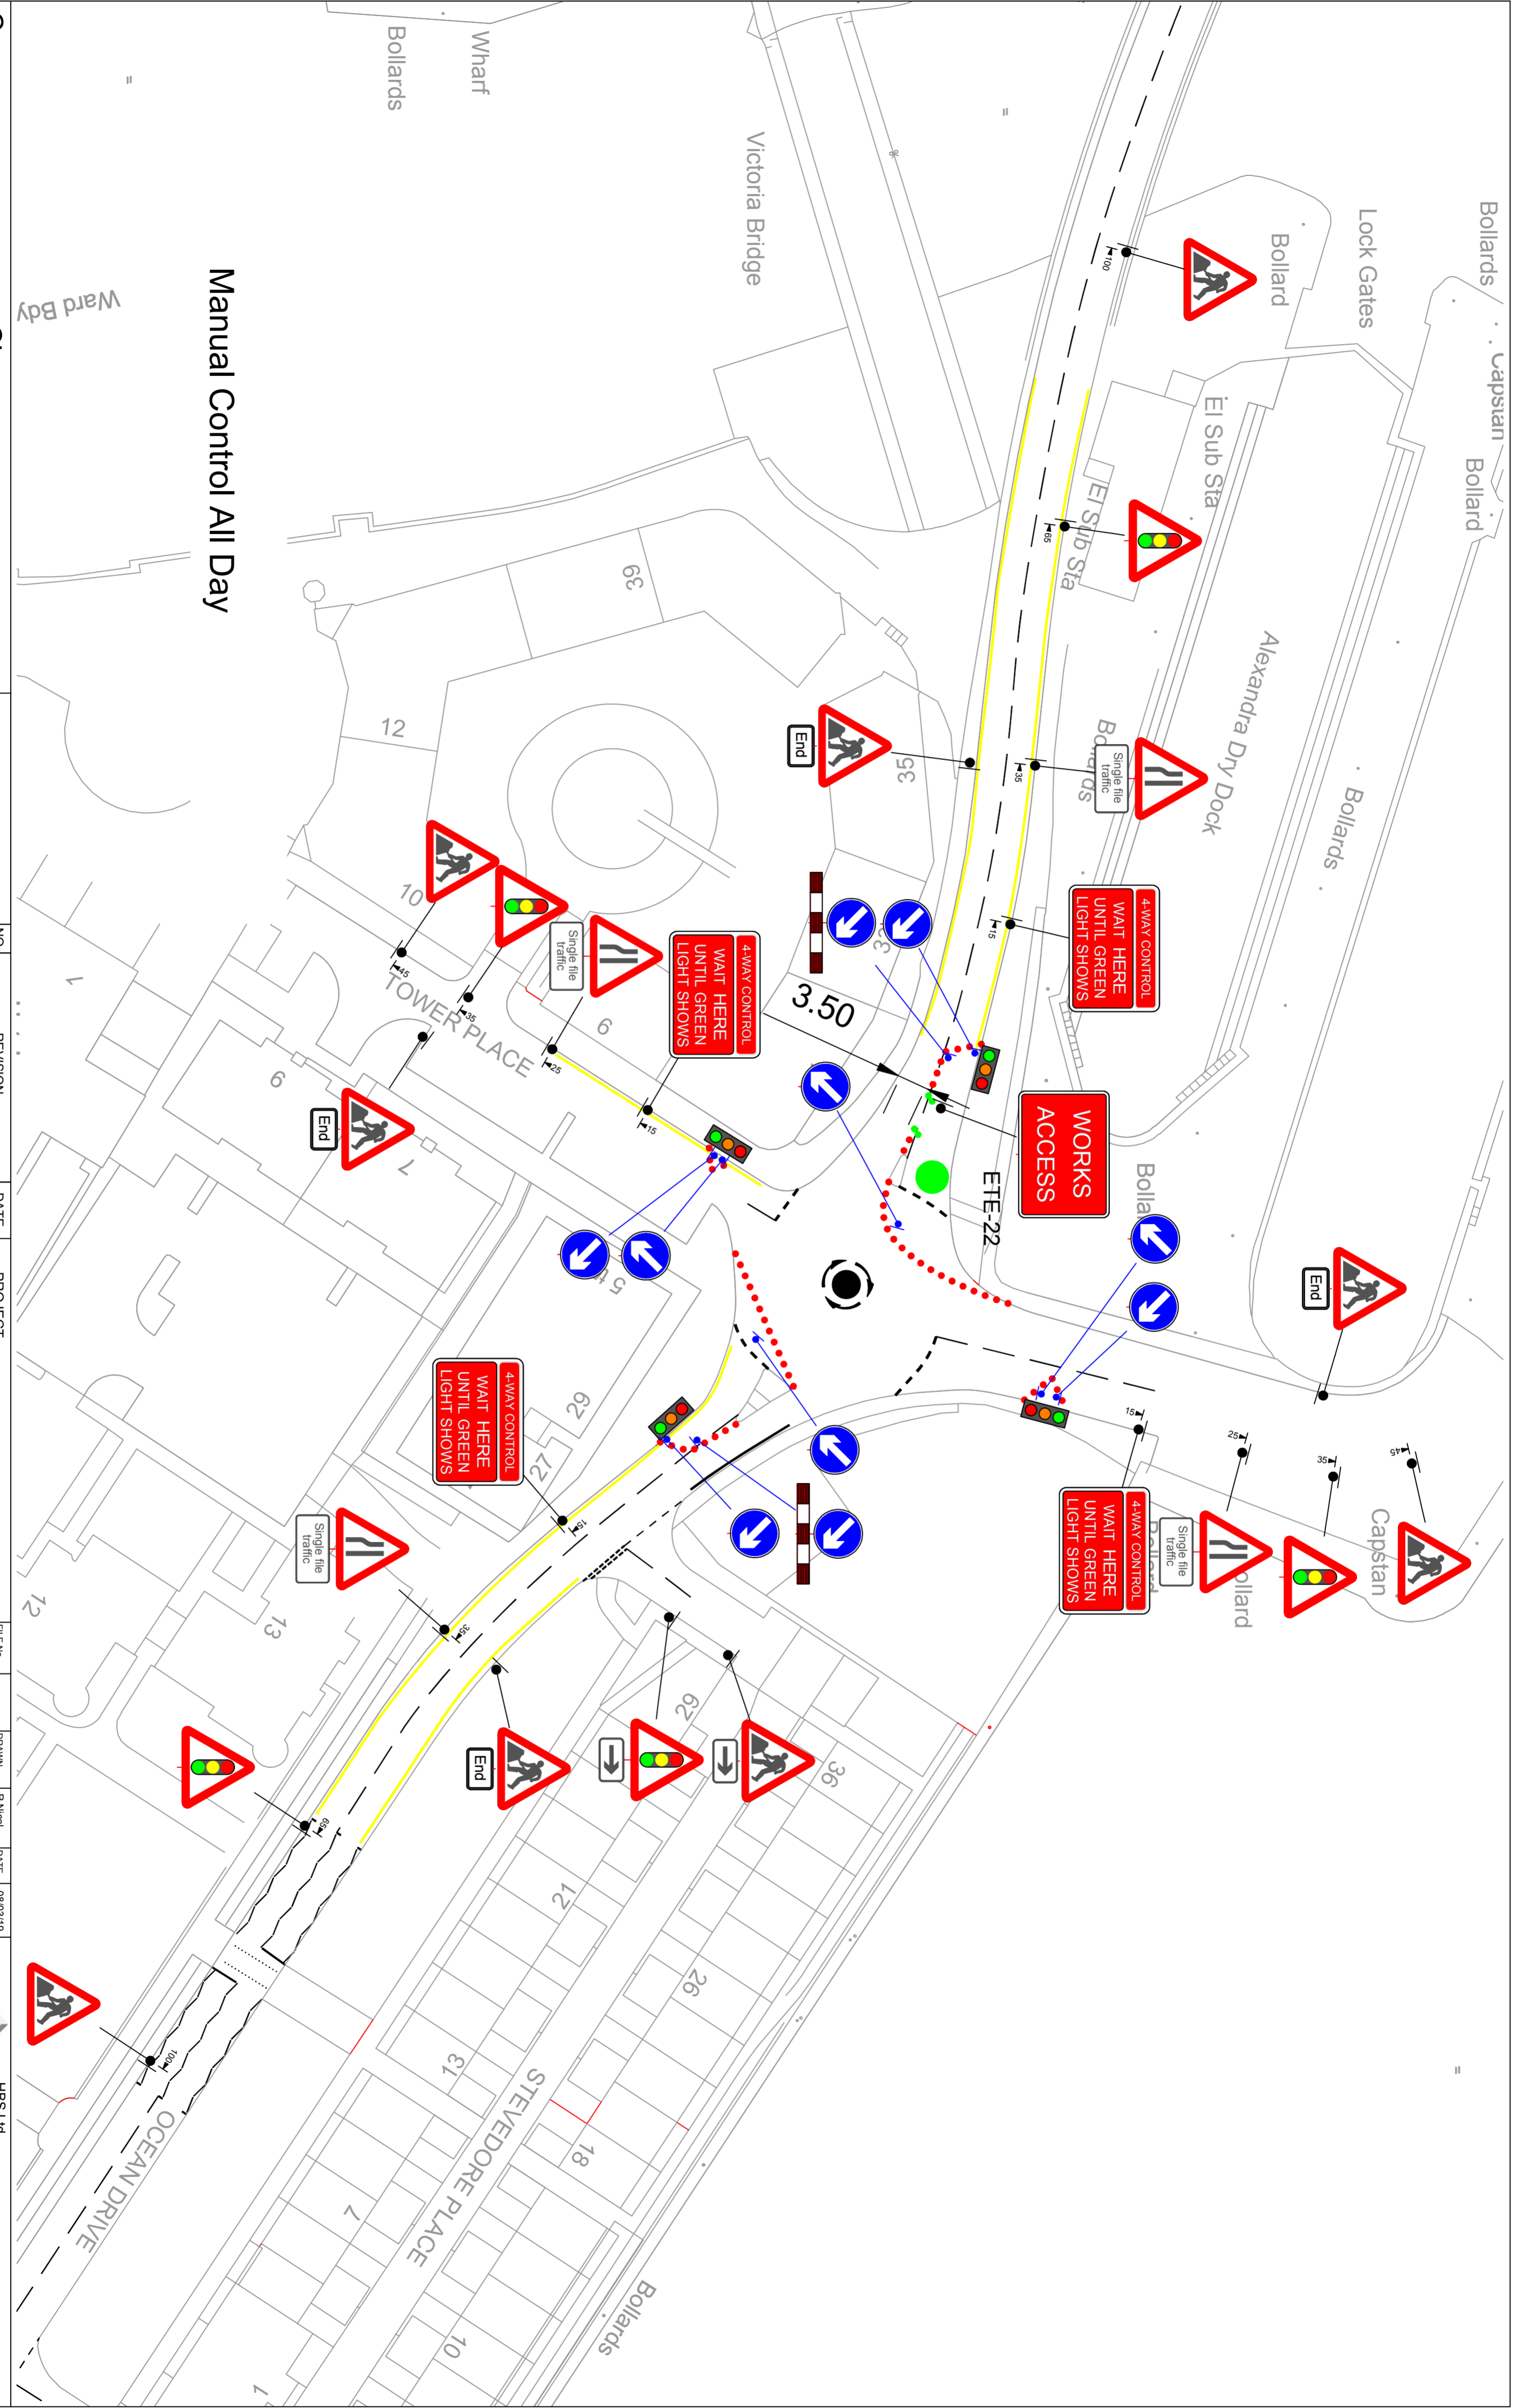 Manual Control All Day
Ward Bdy
Wharf
Bollards
Victoria Bridge
Bollards
Lock Gates
Bollard
Capstan
Bollard
El Sub Sta
El Sub Sta
Alexandra Dry Dock
Bollards
Bollards
100
65
35
15
Single file
traffic
4-WAY CONTROL
WAIT HERE
UNTIL GREEN
LIGHT SHOWS
End
39
35
12
10
TOWER PLACE
45
35
25
15
Single file
traffic
4-WAY CONTROL
WAIT HERE
UNTIL GREEN
LIGHT SHOWS
3.50
6
1
9
7
End
WORKS
ACCESS
ETE-22
End
15
25
35
45
4-WAY CONTROL
WAIT HERE
UNTIL GREEN
LIGHT SHOWS
Single file
traffic
Capstan
29
27
4-WAY CONTROL
WAIT HERE
UNTIL GREEN
LIGHT SHOWS
15
Single file
traffic
35
65
100
End
12
13
29
36
21
26
13
18
7
10
1
STEVEDORE PLACE
OCEAN DRIVE
Bollards